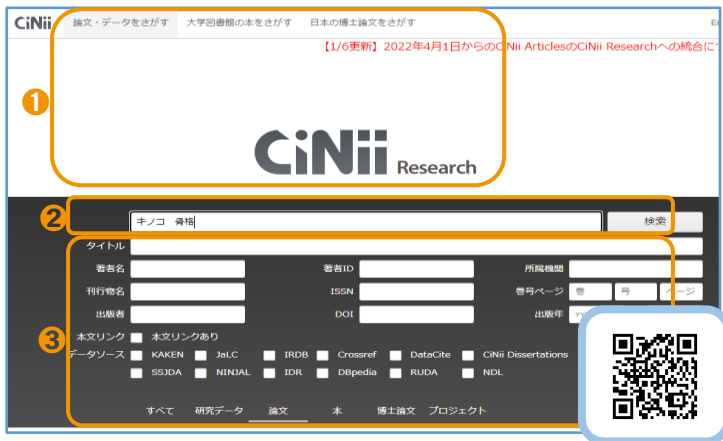 CiNii 論文・データをさがす 大学図書館の本をさがす 日本の博士論文をさがす
【1/6更新】2022年4月1日からのCiNii ArticlesのCiNii Researchへの統合に
❶
CiNii Research
❷ キノコ 骨格 検索
タイトル
著者名 著者ID 所属機関
刊行物名 ISSN 巻号ページ 巻 号 ページ
出版者 DOI 出版年
❸ 本文リンク 本文リンクあり
データソース KAKEN JaLC IRDB Crossref DataCite CiNii Dissertations
SSJDA NINJAL IDR DBpedia RUDA NDL
すべて 研究データ 論文 本 博士論文 プロジェクト